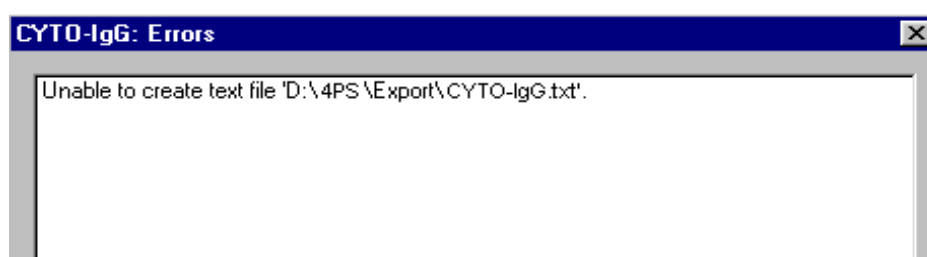 CYTO-IgG: Errors
Unable to create text file 'D:\4PS\Export\CYTO-IgG.txt'.